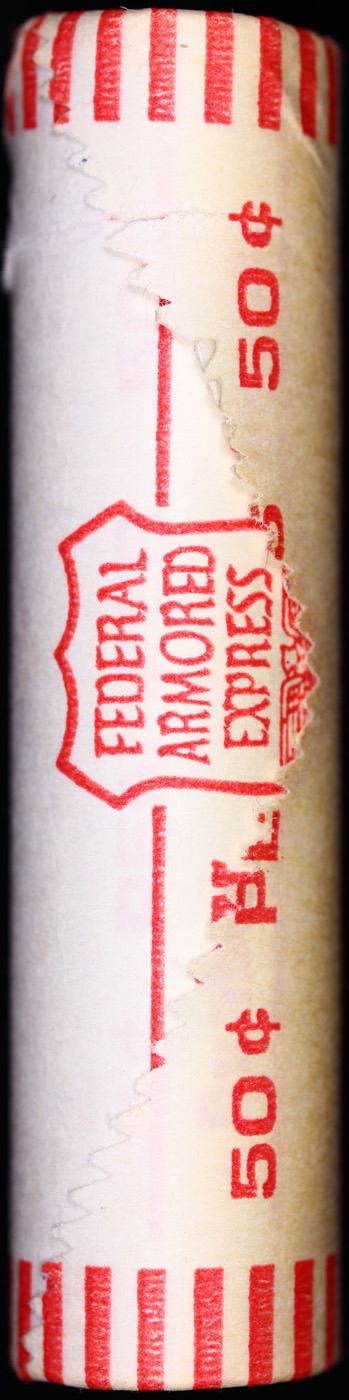 50¢
FEDERAL
ARMORED
EXPRESS
50¢